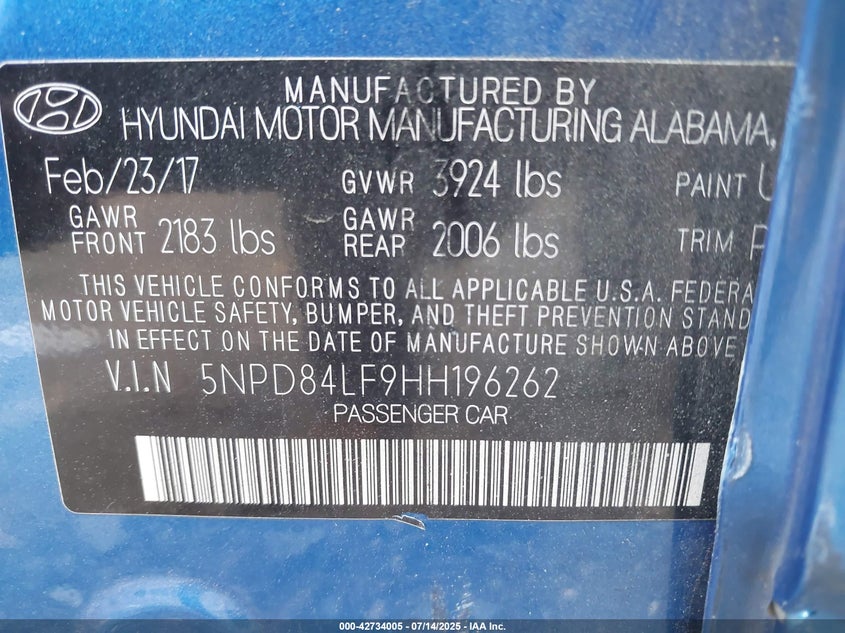 MANUFACTURED BY
HYUNDAI MOTOR MANUFACTURING ALABAMA,
Feb/23/17 GVWR 3924 lbs PAINT
GAWR FRONT 2183 lbs GAWR REAR 2006 lbs TRIM
THIS VEHICLE CONFORMS TO ALL APPLICABLE U.S.A. FEDERA
MOTOR VEHICLE SAFETY, BUMPER, AND THEFT PREVENTION STAND
IN EFFECT ON THE DATE OF MANUFACTURE SHOWN ABOVE
V.I.N 5NPD84LF9HH196262
PASSENGER CAR
000-42734005 | 07/14/2025 | IAA Inc.